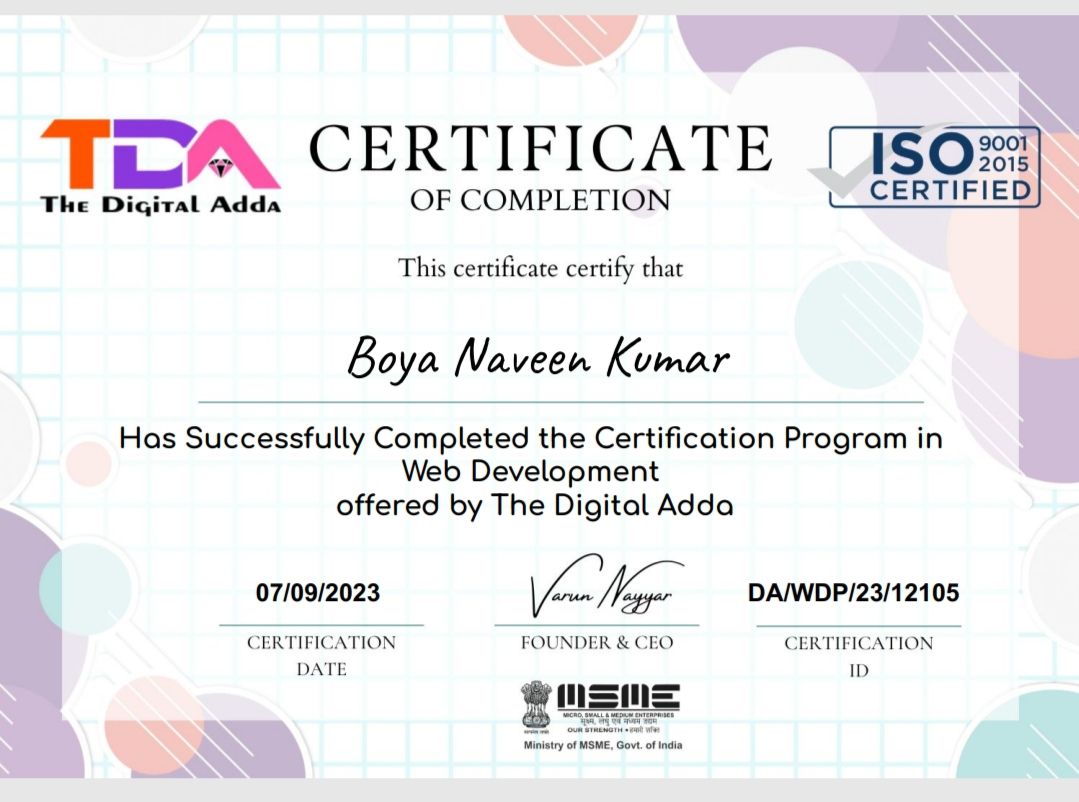 TDA
The Digital Adda
CERTIFICATE
OF COMPLETION
ISO 9001
2015
CERTIFIED
This certificate certify that
Boya Naveen Kumar
Has Successfully Completed the Certification Program in
Web Development
offered by The Digital Adda
07/09/2023
CERTIFICATION
DATE
Varun Nayyar
FOUNDER & CEO
DA/WDP/23/12105
CERTIFICATION
ID
सत्यमेव जयते
MSME
MICRO, SMALL & MEDIUM ENTERPRISES
सूक्ष्म, लघु एवं मध्यम उद्यम
OUR STRENGTH • हमारी शक्ति
Ministry of MSME, Govt. of India